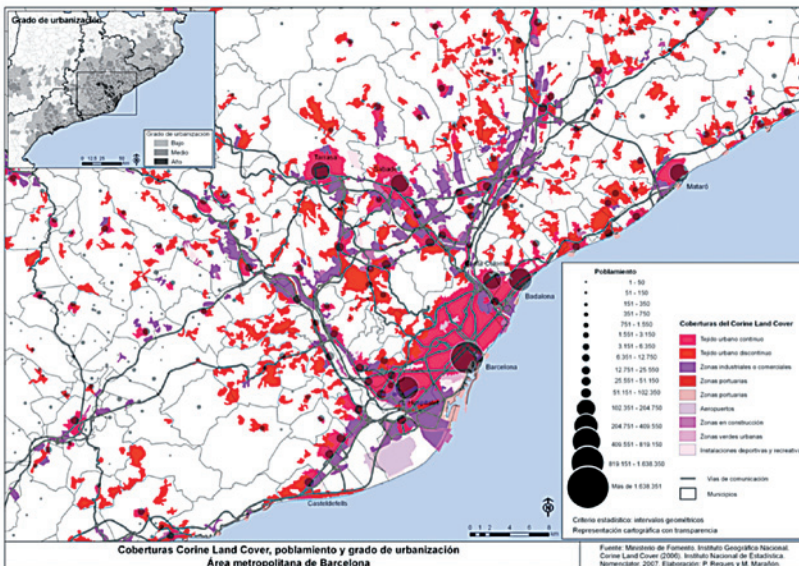 Grado de urbanización
Grado de urbanización
Bajo
Medio
Alto
Mataró
Badalona
Barcelona
Casteldefells
Poblamiento
1 - 50
51 - 150
151 - 350
351 - 750
751 - 1.550
1.551 - 3.150
3.151 - 6.350
6.351 - 12.750
12.751 - 25.550
25.551 - 51.150
51.151 - 102.350
102.351 - 204.750
204.751 - 409.550
409.551 - 819.150
819.151 - 1.638.350
Más de 1.638.351
Coberturas del Corine Land Cover
Tejido urbano continuo
Tejido urbano discontinuo
Zonas industriales o comerciales
Zonas portuarias
Zonas portuarias
Aeropuertos
Zonas en construcción
Zonas verdes urbanas
Instalaciones deportivas y recreativas
Vías de comunicación
Municipios
Criterio estadístico: intervalos geométricos
Representación cartográfica con transparencia
Coberturas Corine Land Cover, poblamiento y grado de urbanización
Área metropolitana de Barcelona
Fuente: Ministerio de Fomento. Instituto Geográfico Nacional.
Corine Land Cover (2006). Instituto Nacional de Estadística.
Nomenclator, 2007. Elaboración: P. Reques y M. Marañón.